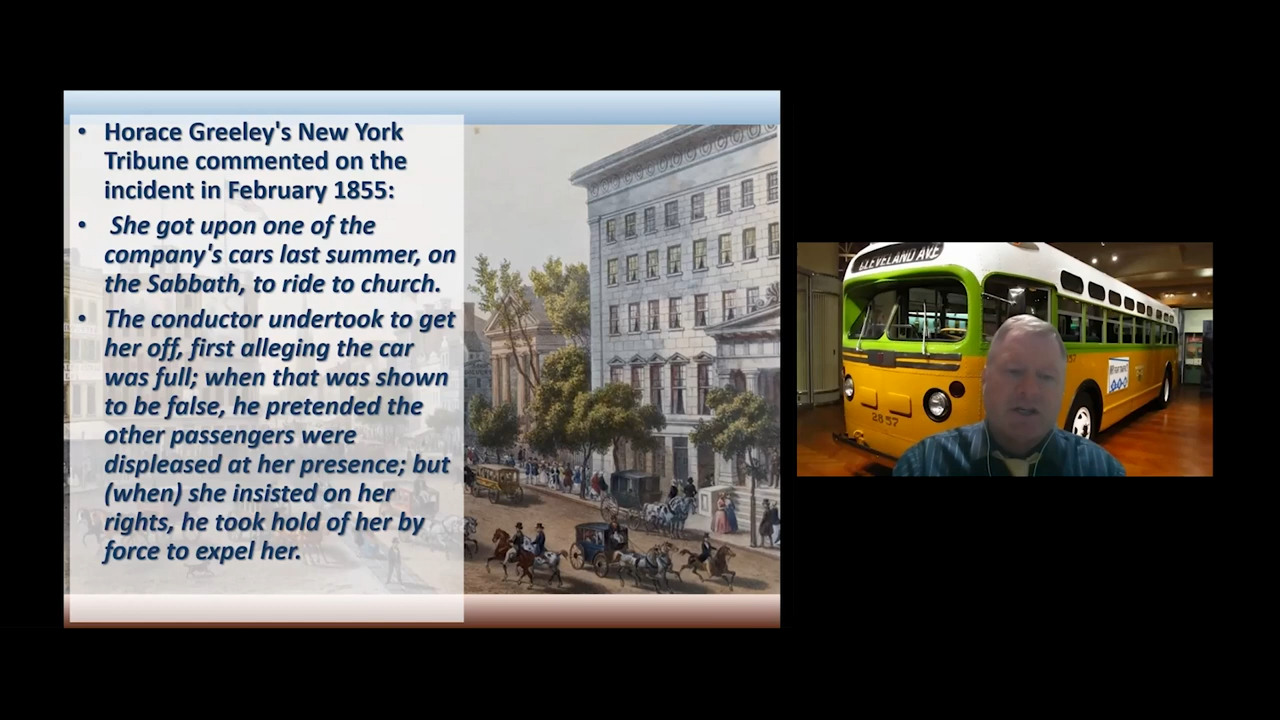 • Horace Greeley's New York
Tribune commented on the
incident in February 1855:
• She got upon one of the
company's cars last summer, on
the Sabbath, to ride to church.
• The conductor undertook to get
her off, first alleging the car
was full; when that was shown
to be false, he pretended the
other passengers were
displeased at her presence; but
(when) she insisted on her
rights, he took hold of her by
force to expel her.
CLEVELAND AVE
2857